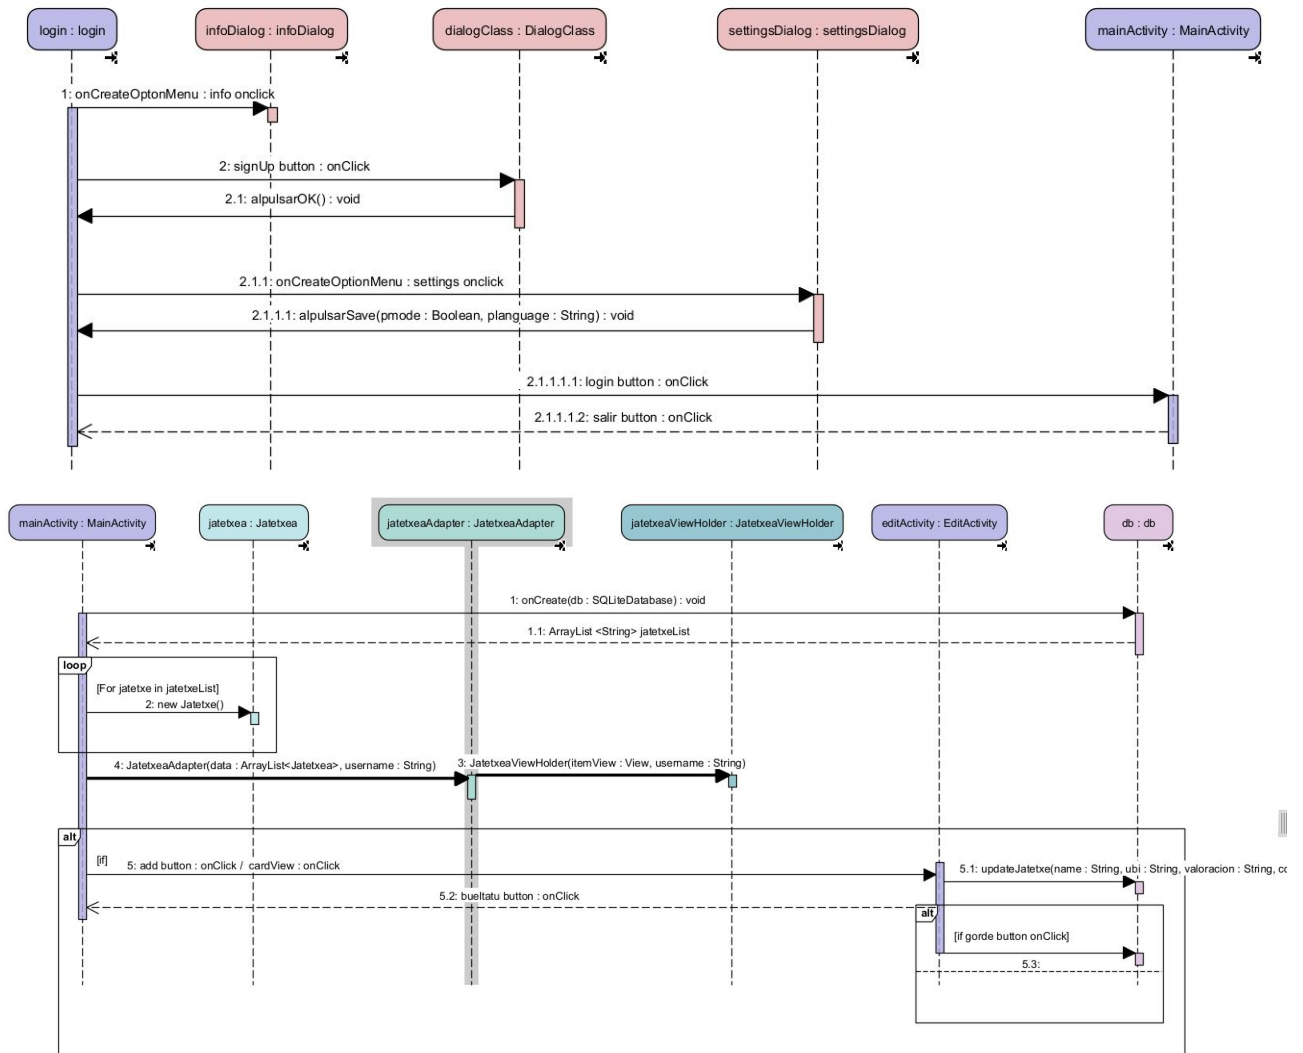 login : login
infoDialog : infoDialog
dialogClass : DialogClass
settingsDialog : settingsDialog
mainActivity : MainActivity
1: onCreateOptonMenu : info onclick
2: signUp button : onClick
2.1: alpulsarOK() : void
2.1.1: onCreateOptionMenu : settings onclick
2.1.1.1: alpulsarSave(pmode : Boolean, planguage : String) : void
2.1.1.1.1: login button : onClick
2.1.1.1.2: salir button : onClick
mainActivity : MainActivity
jatetxea : Jatetxea
jatetxeaAdapter : JatetxeaAdapter
jatetxeaViewHolder : JatetxeaViewHolder
editActivity : EditActivity
db : db
1: onCreate(db : SQLiteDatabase) : void
1.1: ArrayList <String> jatetxeList
loop
[For jatetxe in jatetxeList]
2: new Jatetxe()
4: JatetxeaAdapter(data : ArrayList<Jatetxea>, username : String)
3: JatetxeaViewHolder(itemView : View, username : String)
alt
[if]
5: add button : onClick / cardView : onClick
5.1: updateJatetxe(name : String, ubi : String, valoracion : String, co
5.2: bueltatu button : onClick
alt
[if gorde button onClick]
5.3: